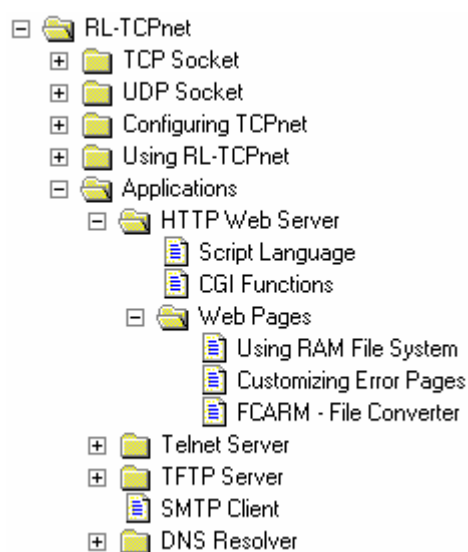 RL-TCPnet
TCP Socket
UDP Socket
Configuring TCPnet
Using RL-TCPnet
Applications
HTTP Web Server
Script Language
CGI Functions
Web Pages
Using RAM File System
Customizing Error Pages
FCARM - File Converter
Telnet Server
TFTP Server
SMTP Client
DNS Resolver